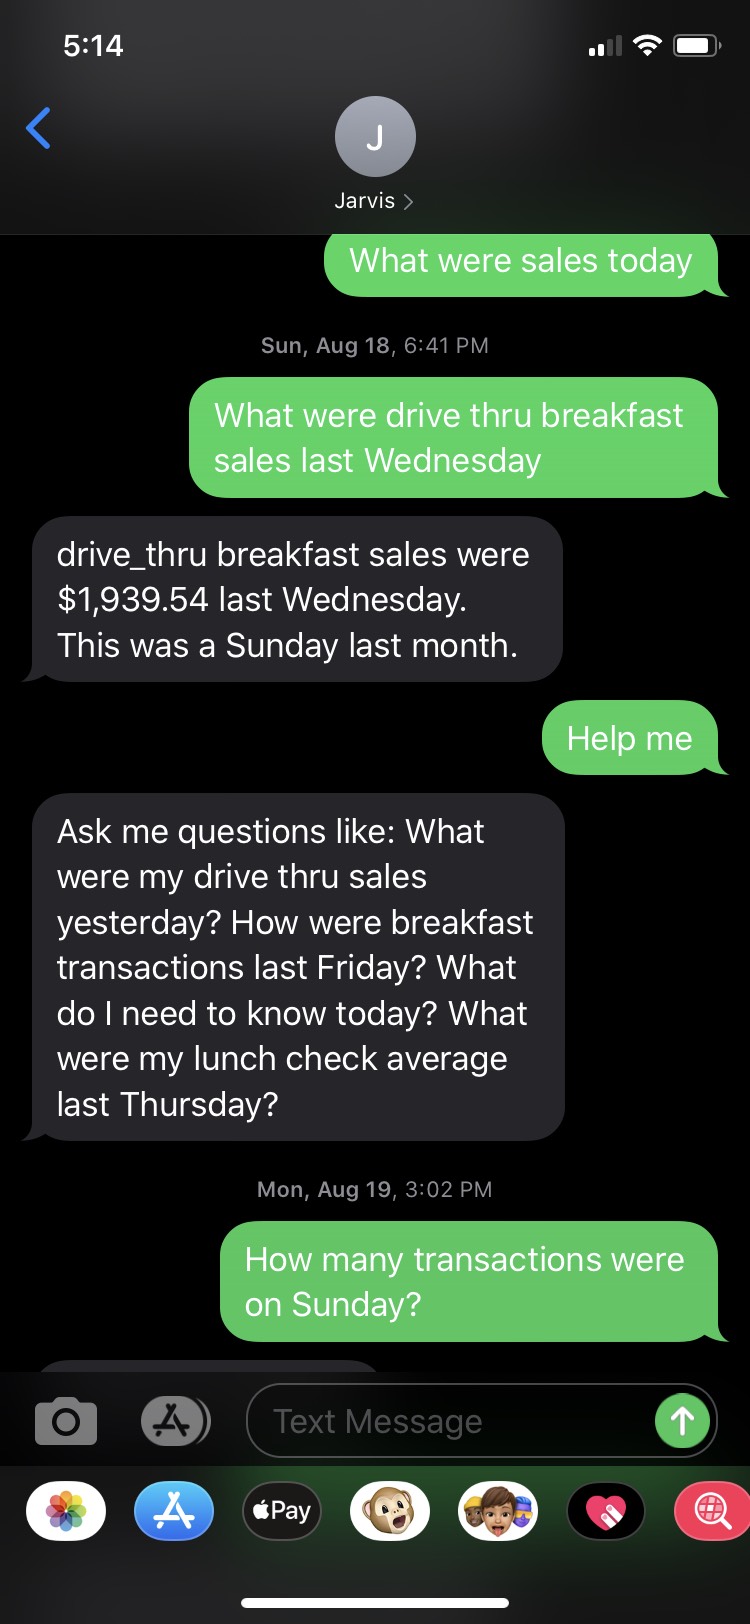 5:14
J
Jarvis
What were sales today
Sun, Aug 18, 6:41 PM
What were drive thru breakfast
sales last Wednesday
drive_thru breakfast sales were
$1,939.54 last Wednesday.
This was a Sunday last month.
Help me
Ask me questions like: What
were my drive thru sales
yesterday? How were breakfast
transactions last Friday? What
do I need to know today? What
were my lunch check average
last Thursday?
Mon, Aug 19, 3:02 PM
How many transactions were
on Sunday?
Text Message
Pay